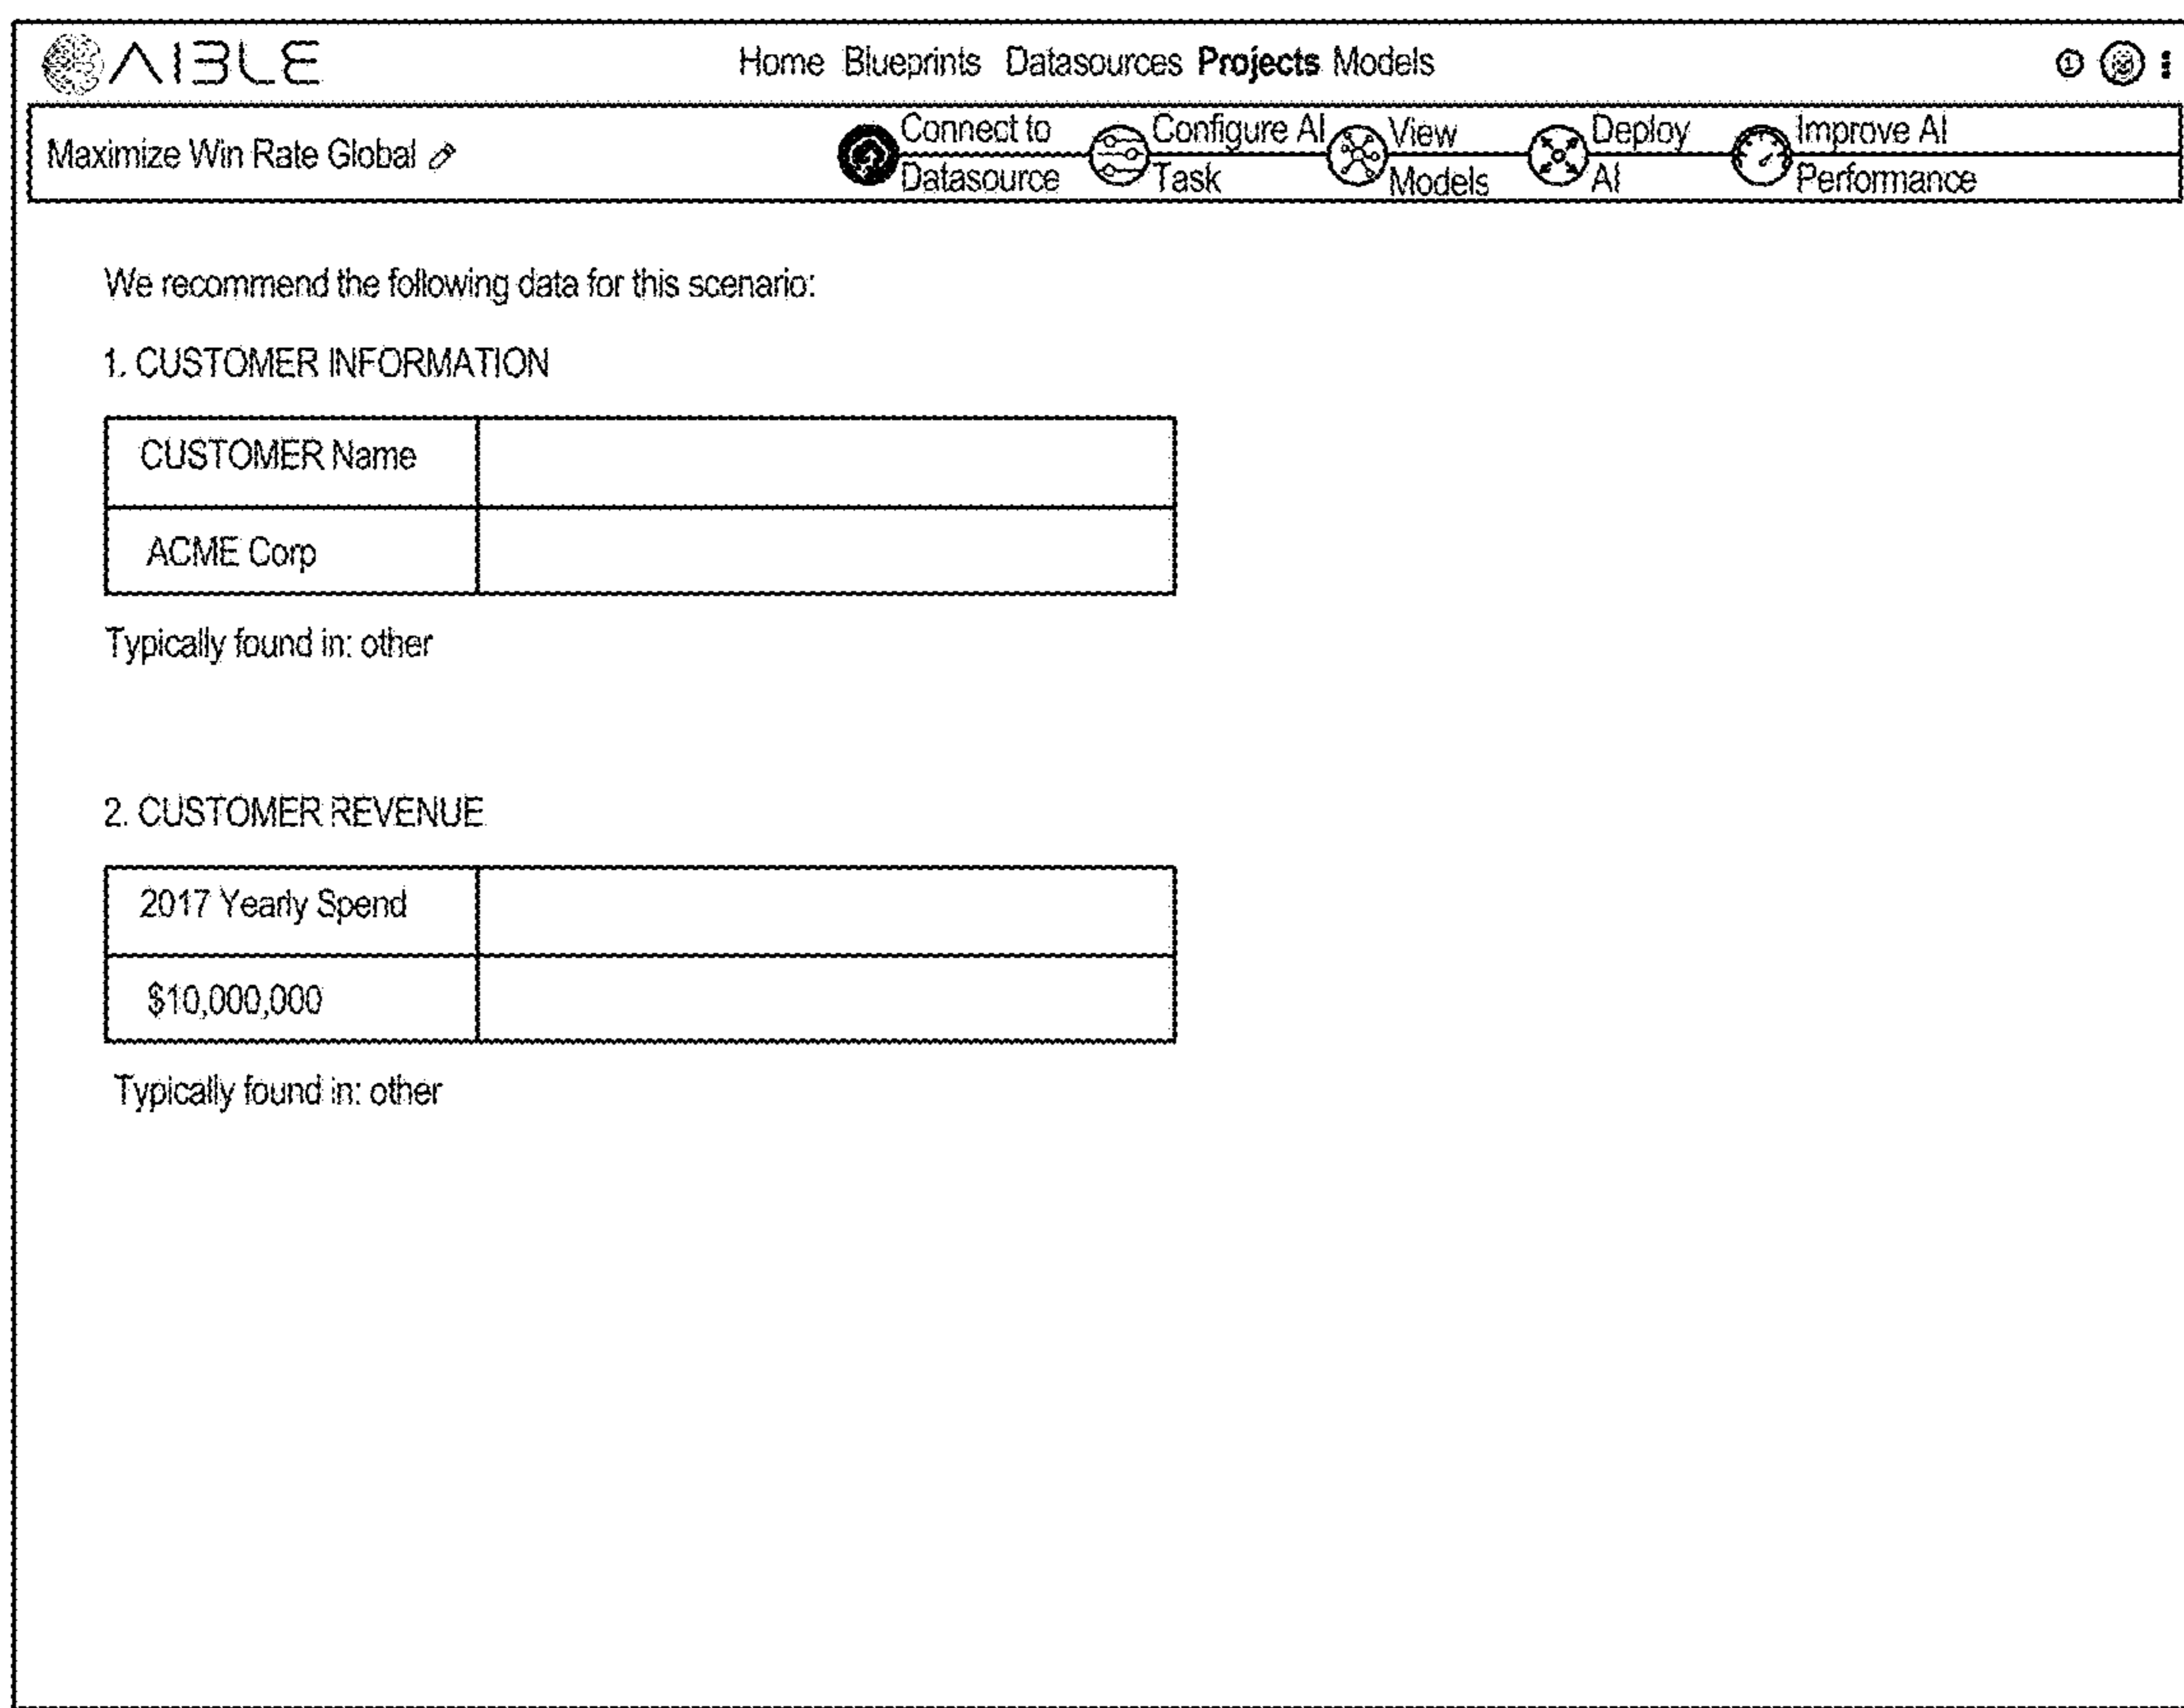 AIBLE
Home Blueprints Datasources Projects Models
1
Maximize Win Rate Global
Connect to
Datasource
Configure AI
Task
View
Models
Deploy
AI
Improve AI
Performance
We recommend the following data for this scenario:
1. CUSTOMER INFORMATION
CUSTOMER Name
ACME Corp
Typically found in: other
2. CUSTOMER REVENUE
2017 Yearly Spend
$10,000,000
Typically found in: other